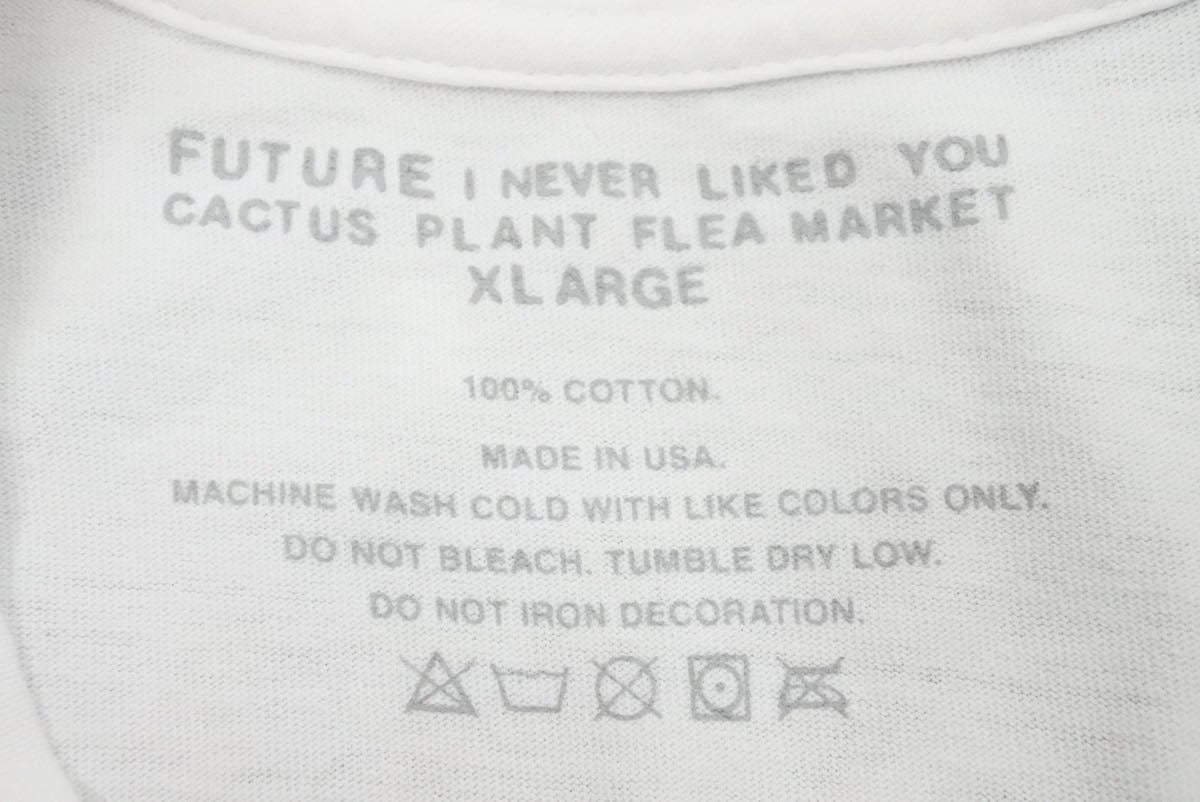 FUTURE I NEVER LIKED YOU
CACTUS PLANT FLEA MARKET
XLARGE
100% COTTON.
MADE IN USA.
MACHINE WASH COLD WITH LIKE COLORS ONLY.
DO NOT BLEACH. TUMBLE DRY LOW.
DO NOT IRON DECORATION.